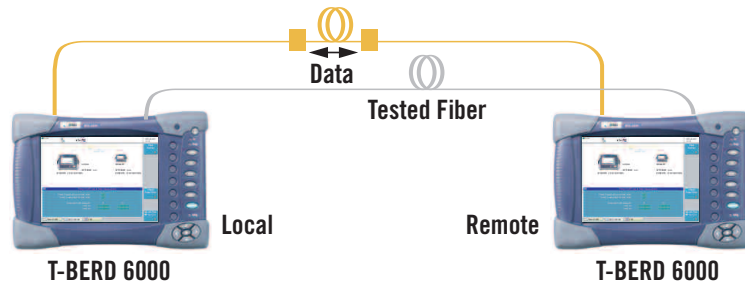 Data
Tested Fiber
Local
Remote
T-BERD 6000
T-BERD 6000